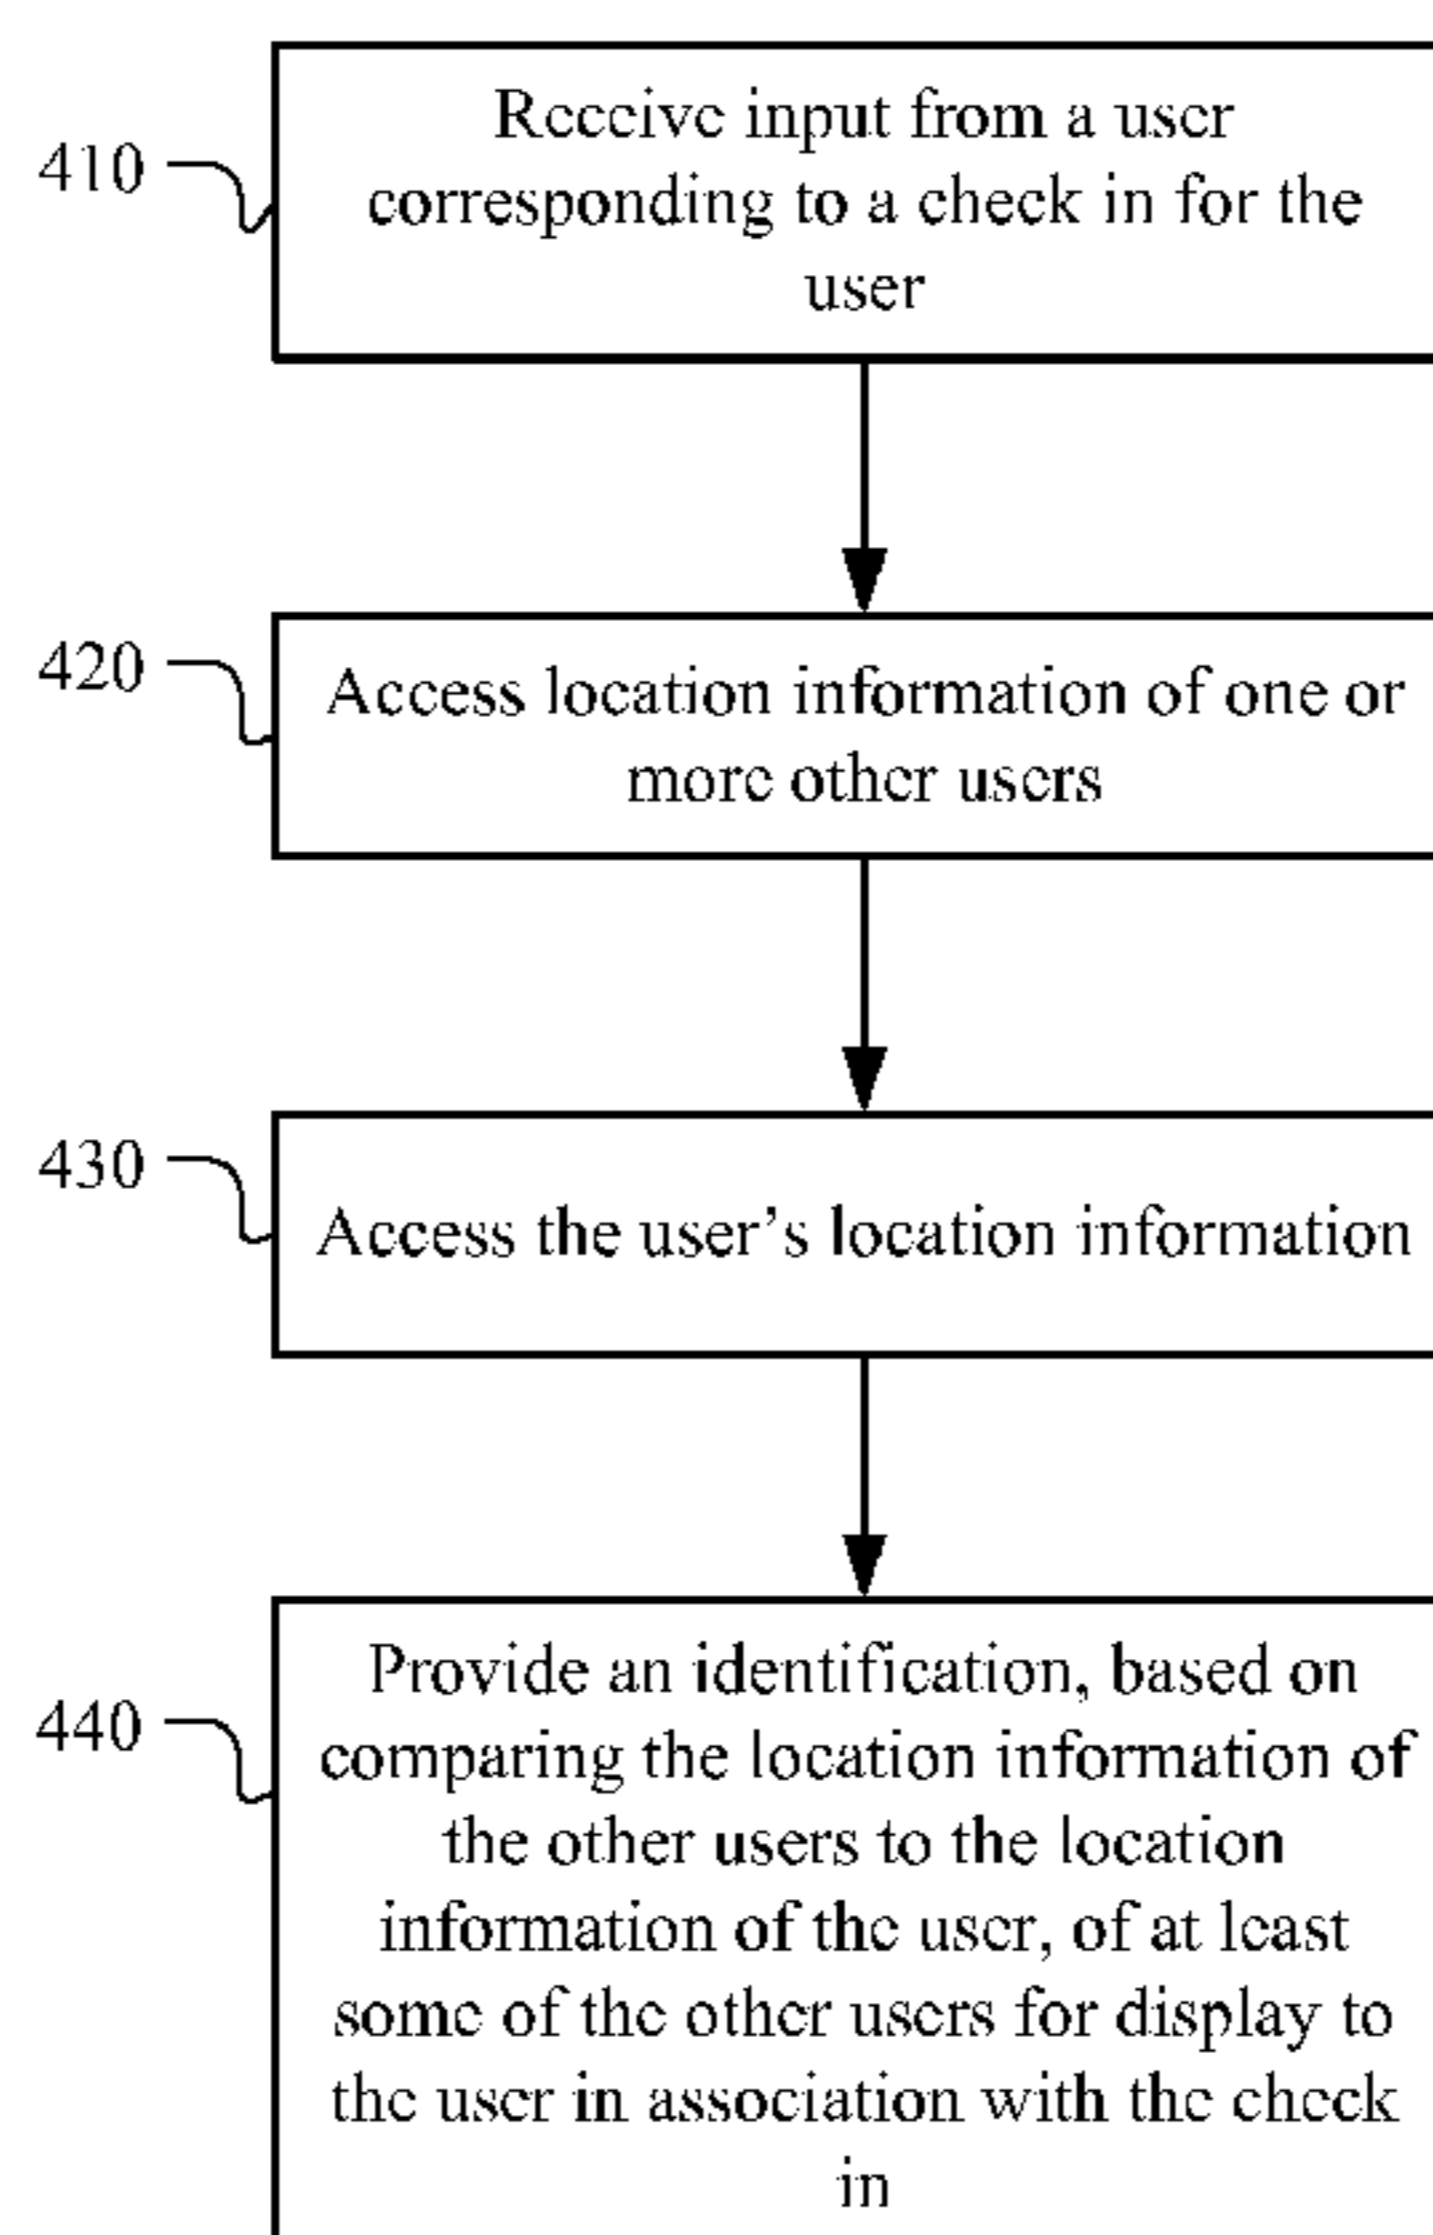 410
Receive input from a user
corresponding to a check in for the
user
420
Access location information of one or
more other users
430
Access the user’s location information
440
Provide an identification, based on
comparing the location information of
the other users to the location
information of the user, of at least
some of the other users for display to
the user in association with the check
in